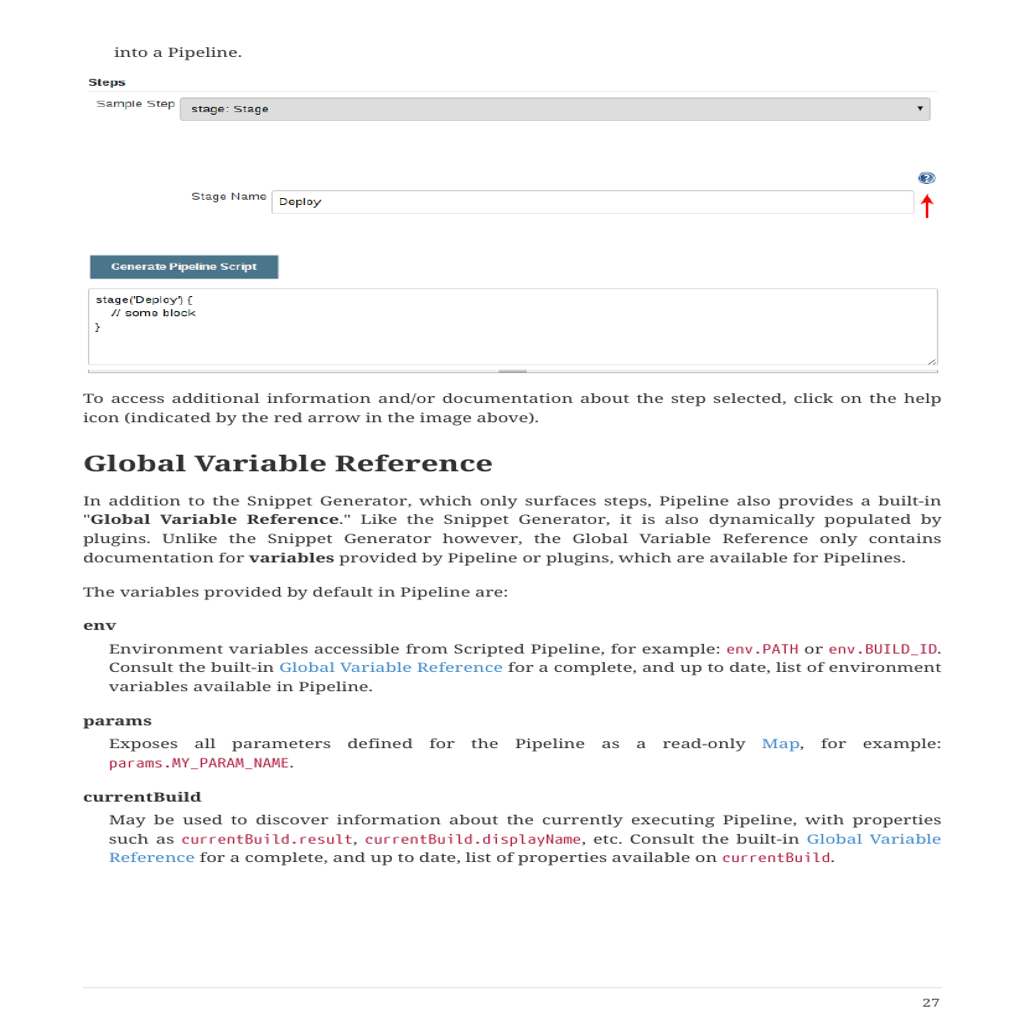 into a Pipeline.
Steps
Sample Step
stage: Stage
?
Stage Name
Deploy
Generate Pipeline Script
stage('Deploy') {
// some block
}
To access additional information and/or documentation about the step selected, click on the help
icon (indicated by the red arrow in the image above).
Global Variable Reference
In addition to the Snippet Generator, which only surfaces steps, Pipeline also provides a built-in
"Global Variable Reference." Like the Snippet Generator, it is also dynamically populated by
plugins. Unlike the Snippet Generator however, the Global Variable Reference only contains
documentation for variables provided by Pipeline or plugins, which are available for Pipelines.
The variables provided by default in Pipeline are:
env
Environment variables accessible from Scripted Pipeline, for example: env.PATH or env.BUILD_ID.
Consult the built-in Global Variable Reference for a complete, and up to date, list of environment
variables available in Pipeline.
params
Exposes all parameters defined for the Pipeline as a read-only Map, for example:
params.MY_PARAM_NAME.
currentBuild
May be used to discover information about the currently executing Pipeline, with properties
such as currentBuild.result, currentBuild.displayName, etc. Consult the built-in Global Variable
Reference for a complete, and up to date, list of properties available on currentBuild.
27